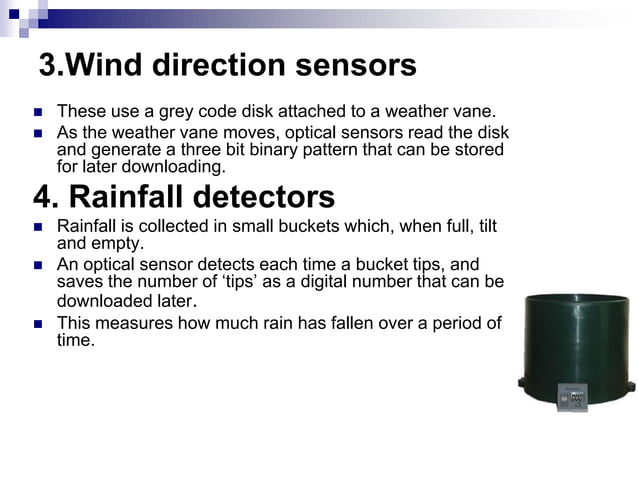 3.Wind direction sensors
These use a grey code disk attached to a weather vane.
As the weather vane moves, optical sensors read the disk
and generate a three bit binary pattern that can be stored
for later downloading.
4. Rainfall detectors
Rainfall is collected in small buckets which, when full, tilt
and empty.
An optical sensor detects each time a bucket tips, and
saves the number of ‘tips’ as a digital number that can be
downloaded later.
This measures how much rain has fallen over a period of
time.